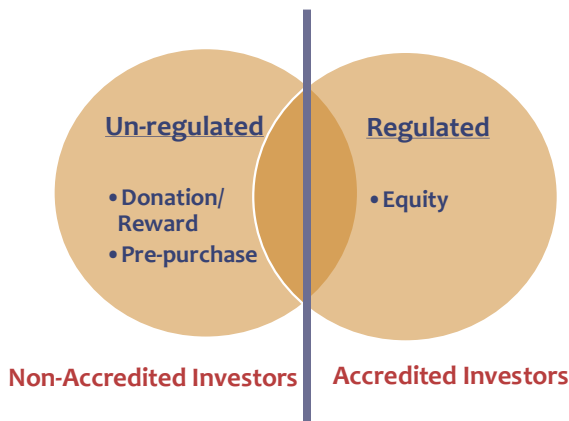 Un-regulated
• Donation/
Reward
• Pre-purchase
Regulated
• Equity
Non-Accredited Investors
Accredited Investors